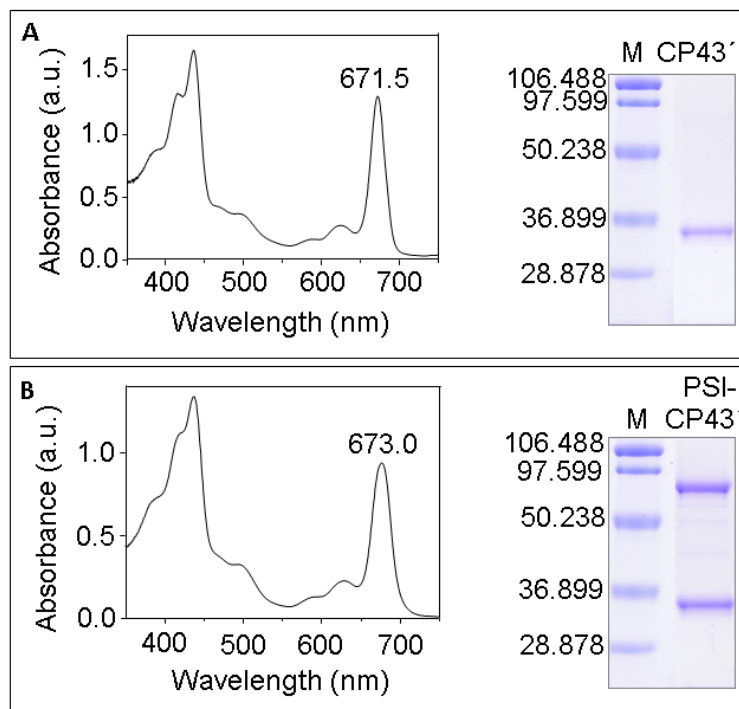 A
Absorbance (a.u.)
1.5
1.0
0.5
0.0
671.5
400 500 600 700
Wavelength (nm)
M CP43´
106.488
97.599
50.238
36.899
28.878
B
Absorbance (a.u.)
1.0
0.5
0.0
673.0
400 500 600 700
Wavelength (nm)
PSI-
M CP43´
106.488
97.599
50.238
36.899
28.878